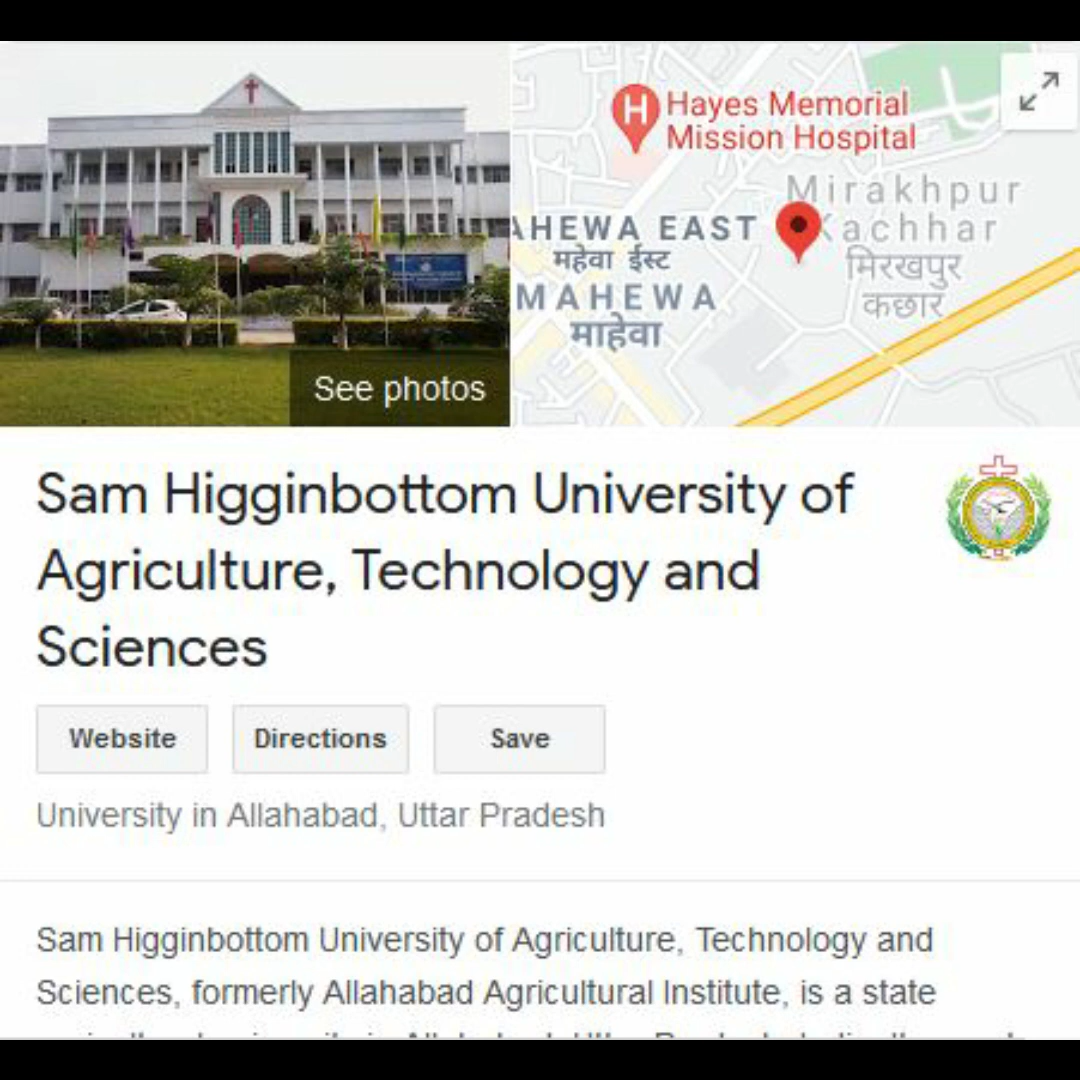 See photos
Hayes Memorial
Mission Hospital
Mirakhpur
Kachhar
मिरखपुर
कछार
AHEWA EAST
महेवा ईस्ट
MAHEWA
माहेवा
Sam Higginbottom University of
Agriculture, Technology and
Sciences
Website
Directions
Save
University in Allahabad, Uttar Pradesh
Sam Higginbottom University of Agriculture, Technology and
Sciences, formerly Allahabad Agricultural Institute, is a state